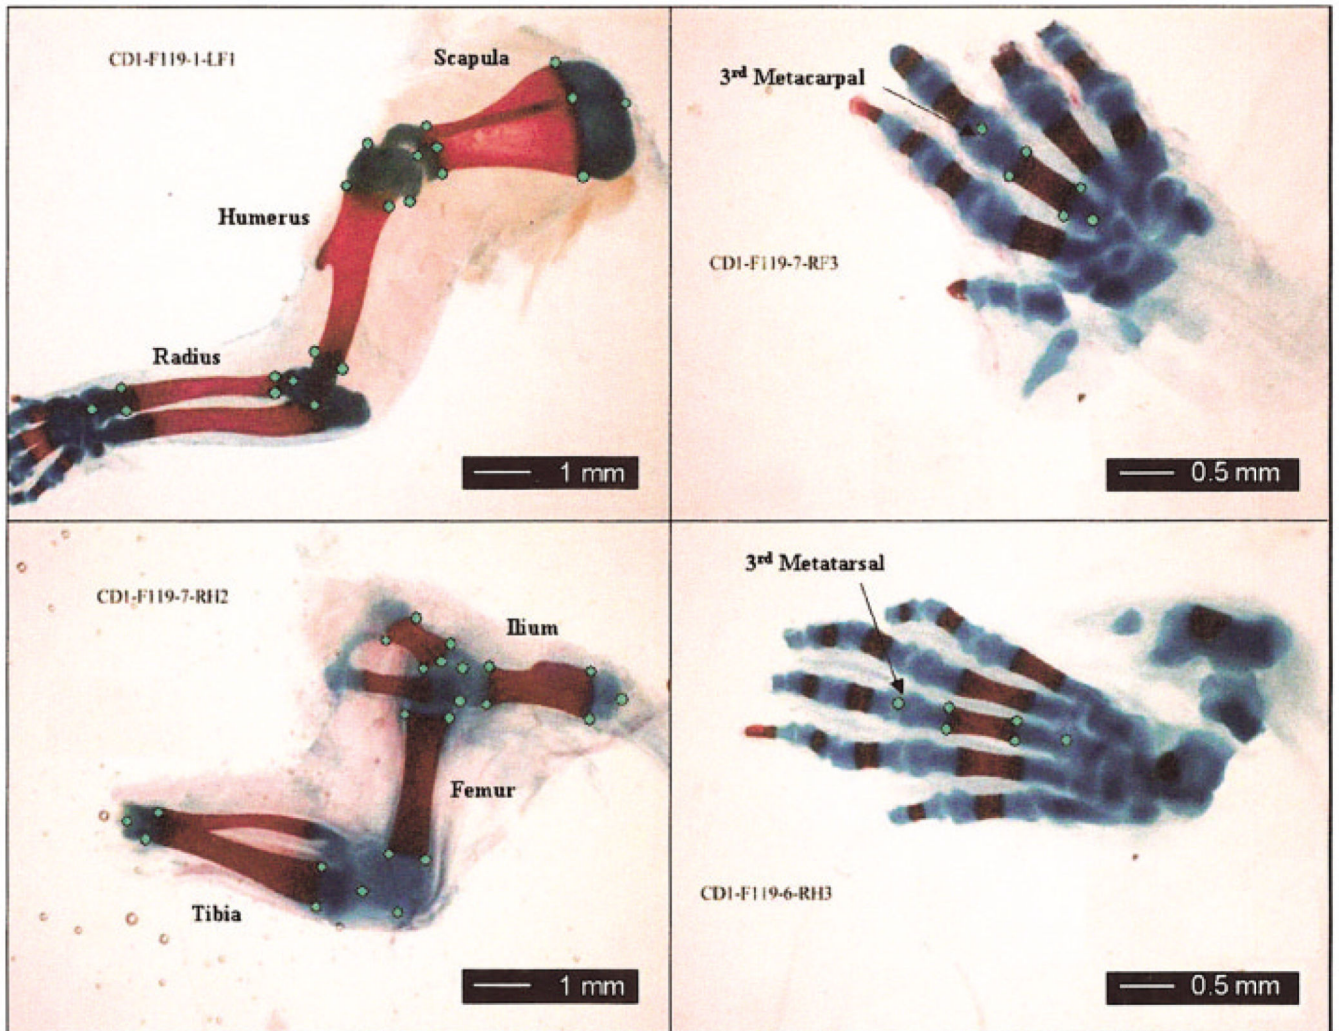 CD1-F119-1-LF1
Scapula
Humerus
Radius
1 mm
3rd Metacarpal
CD1-F119-7-RF3
0.5 mm
CD1-F119-7-RH2
Ilium
Femur
Tibia
1 mm
3rd Metatarsal
CD1-F119-6-RH3
0.5 mm